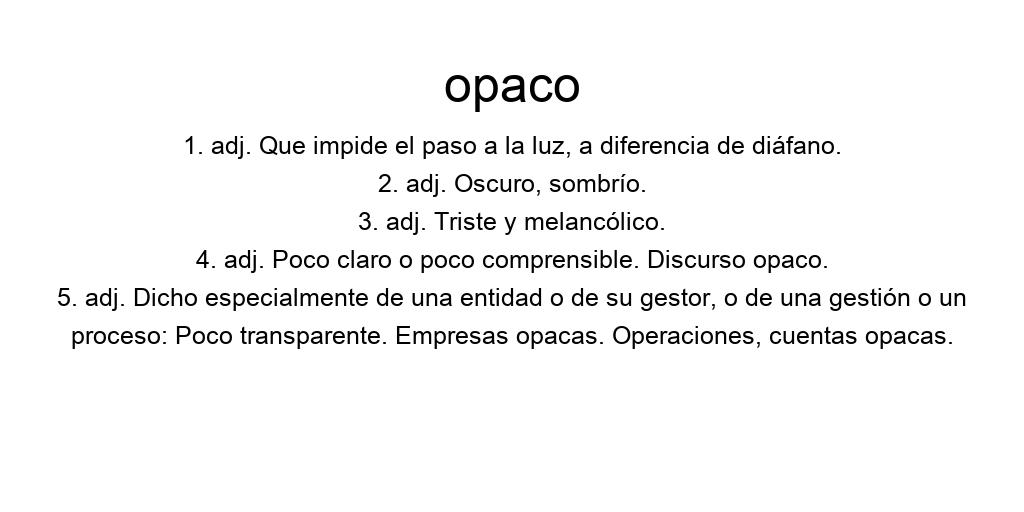 opaco
1. adj. Que impide el paso a la luz, a diferencia de diáfano.
2. adj. Oscuro, sombrío.
3. adj. Triste y melancólico.
4. adj. Poco claro o poco comprensible. Discurso opaco.
5. adj. Dicho especialmente de una entidad o de su gestor, o de una gestión o un
proceso: Poco transparente. Empresas opacas. Operaciones, cuentas opacas.